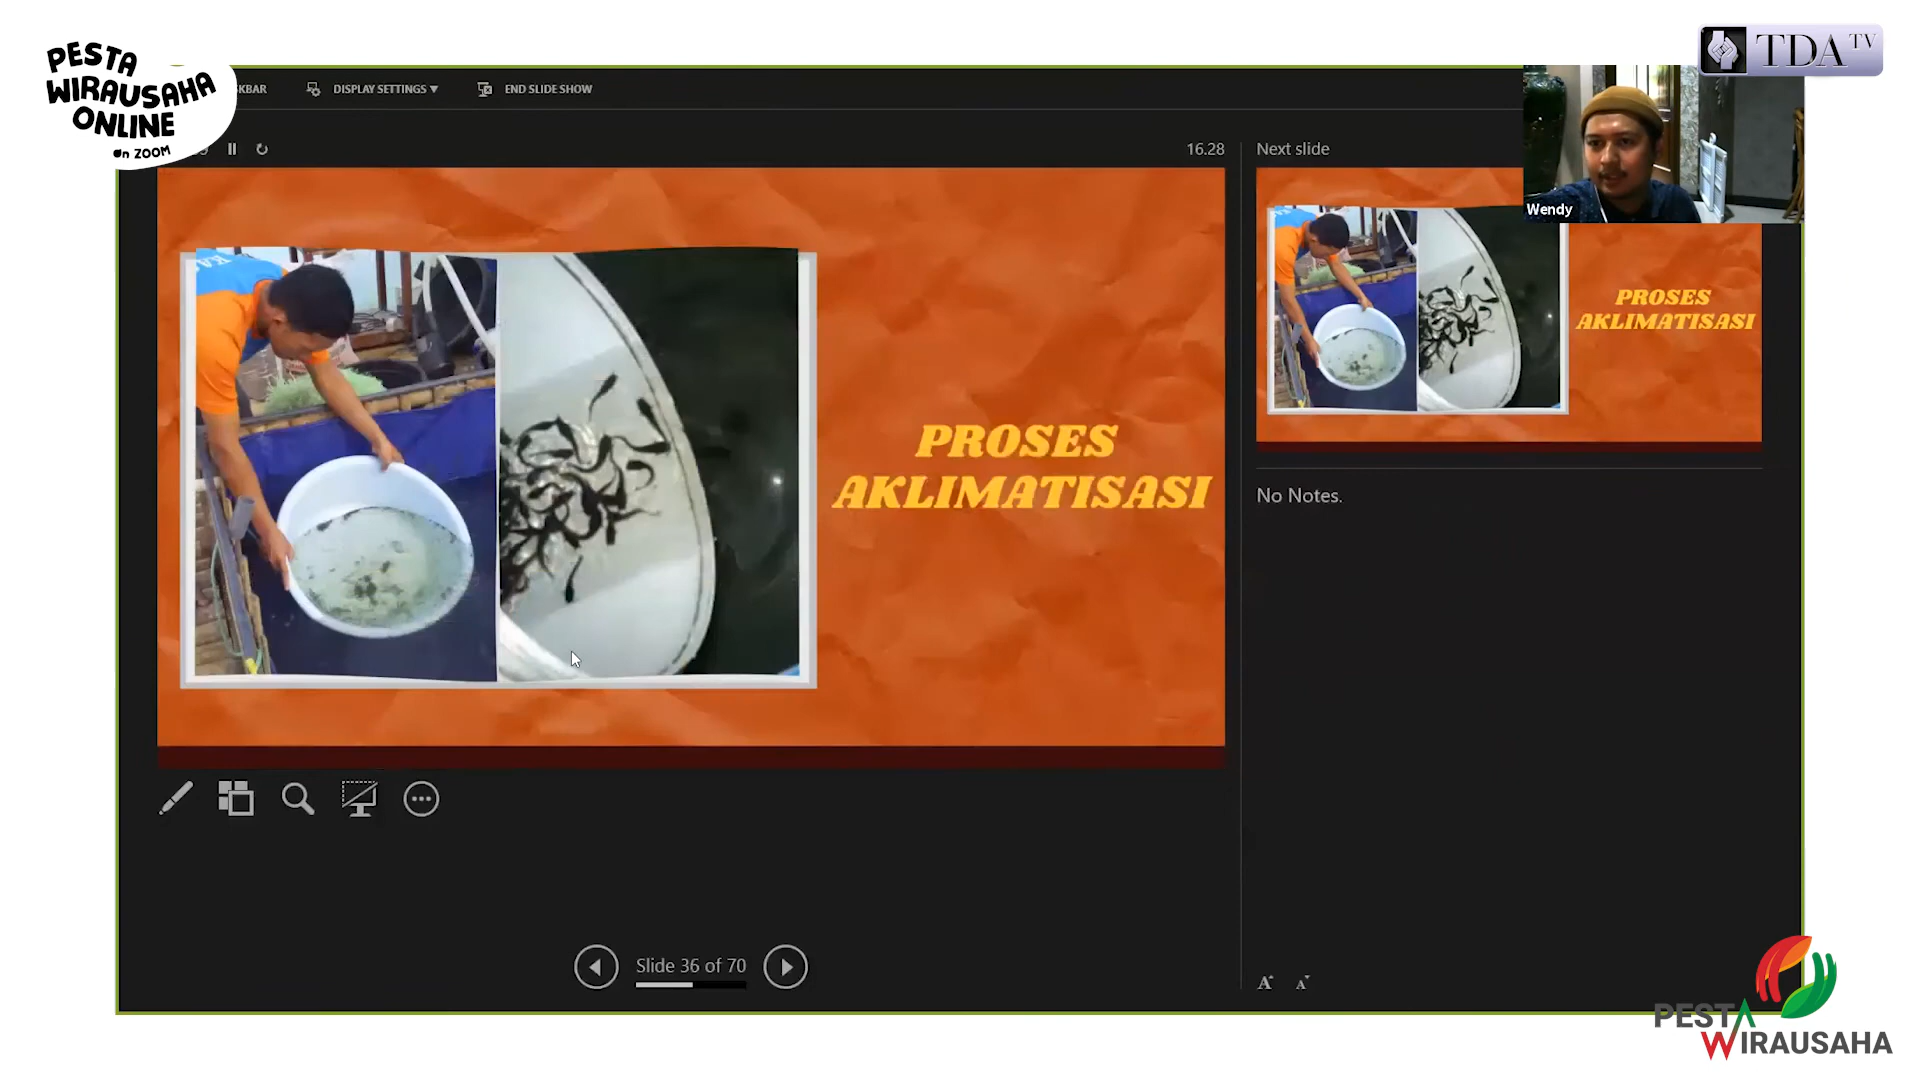 PESTA
WIRAUSAHA
ONLINE
on ZOOM
TDA TV
KBAR
DISPLAY SETTINGS
END SLIDE SHOW
16.28
Next slide
Wendy
PROSES
AKLIMATISASI
PROSES
AKLIMATISASI
No Notes.
Slide 36 of 70
A A
PESTA
WIRAUSAHA